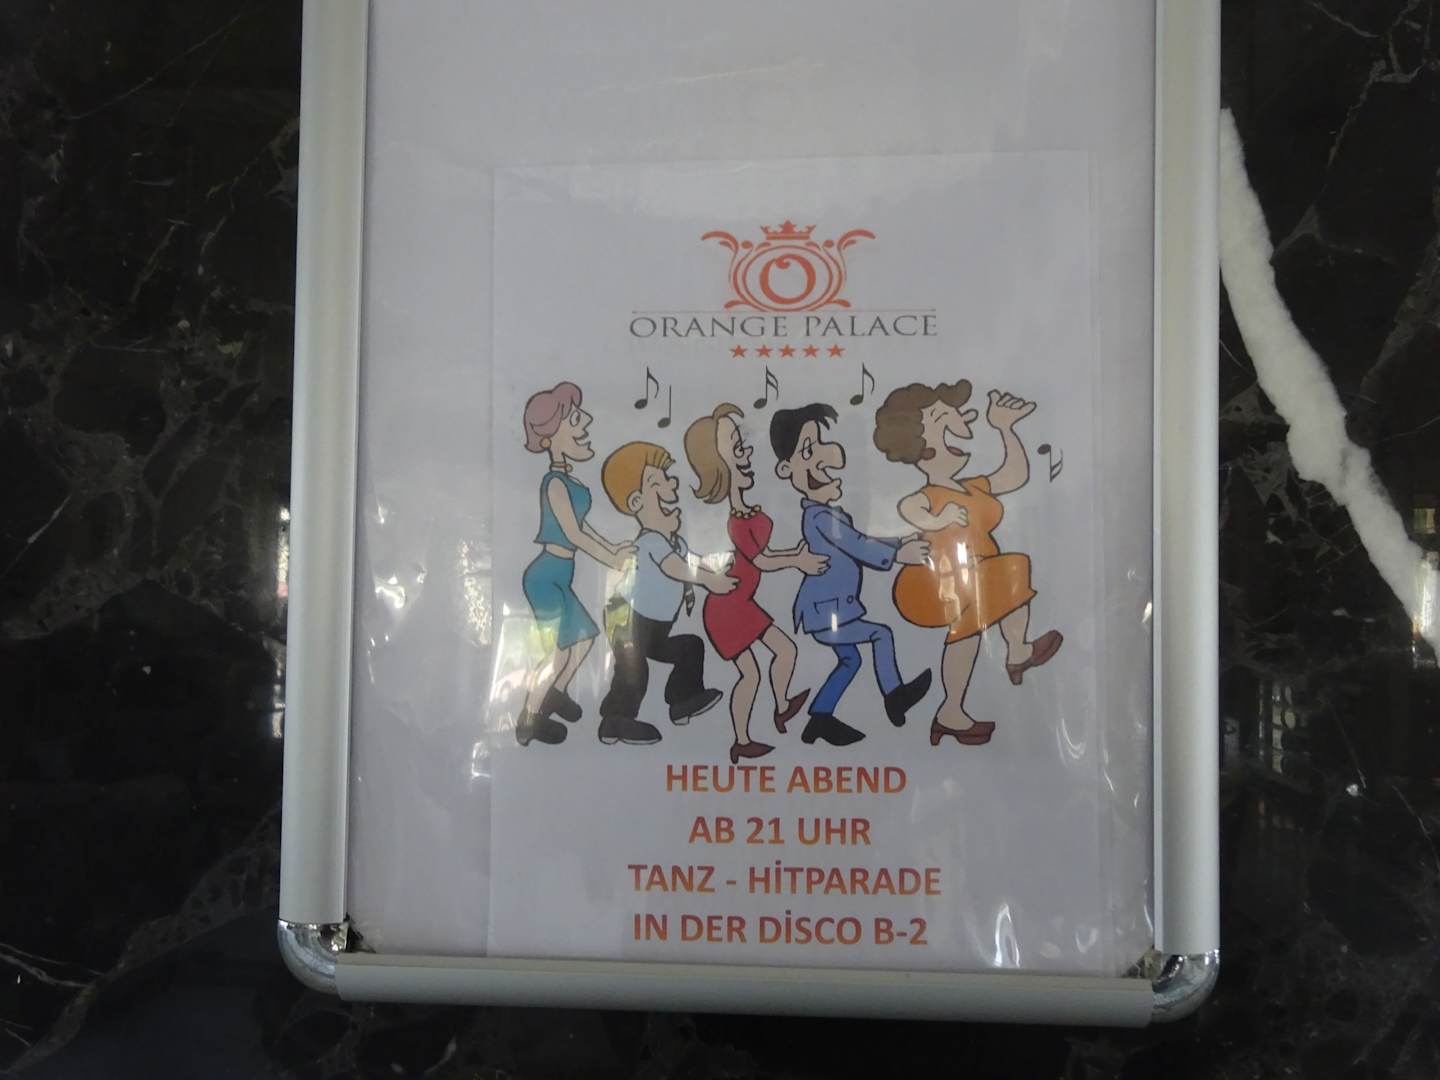 ORANGE PALACE
HEUTE ABEND
AB 21 UHR
TANZ - HİTPARADE
IN DER DİSCO B-2